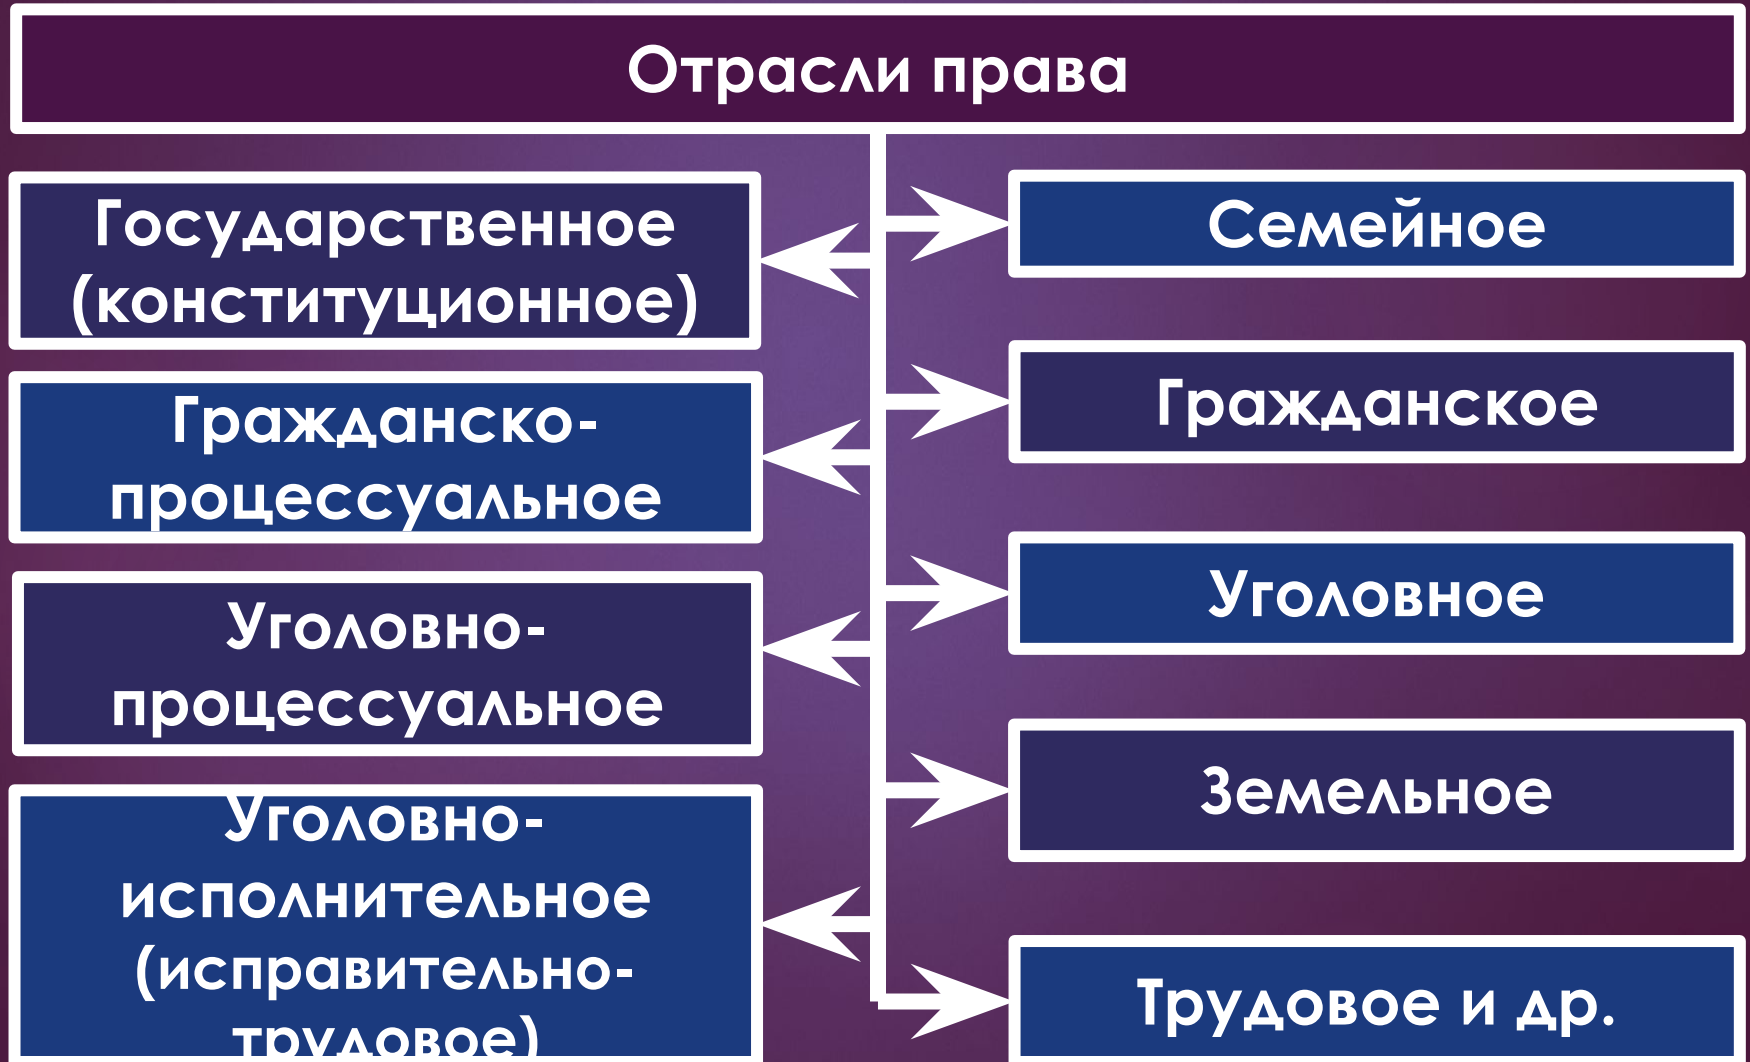 Отрасли права
Государственное
(конституционное)
Гражданско-
процессуальное
Уголовно-
процессуальное
Уголовно-
исполнительное
(исправительно-
трудовое)
Семейное
Гражданское
Уголовное
Земельное
Трудовое и др.